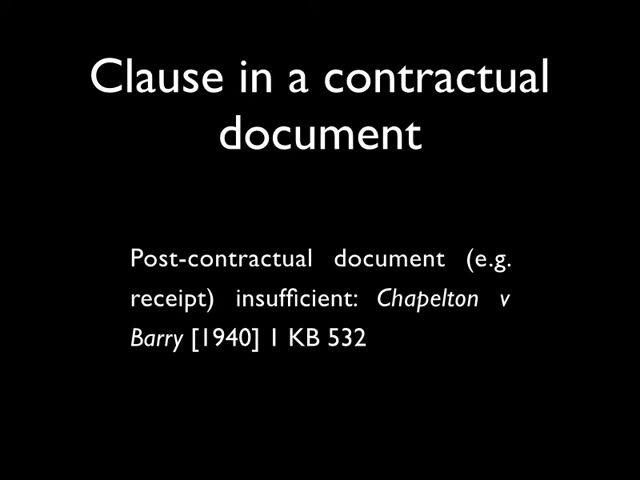 Clause in a contractual
document
Post-contractual document (e.g.
receipt) insufficient: Chapelton v
Barry [1940] 1 KB 532